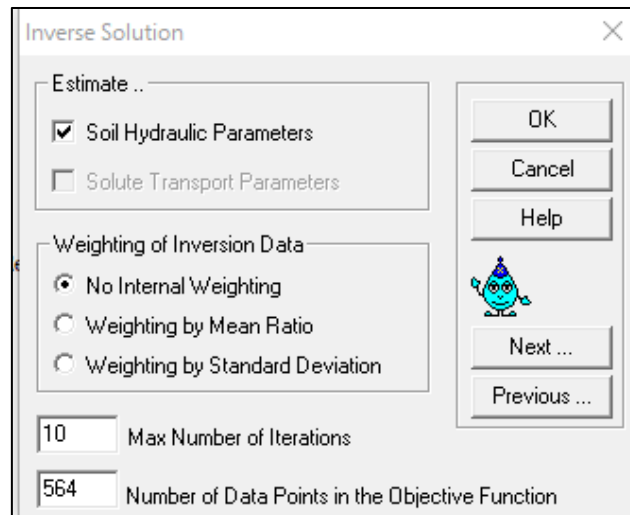 Inverse Solution
Estimate ..
Soil Hydraulic Parameters
Solute Transport Parameters
Weighting of Inversion Data
No Internal Weighting
Weighting by Mean Ratio
Weighting by Standard Deviation
10 Max Number of Iterations
564 Number of Data Points in the Objective Function
OK
Cancel
Help
Next ...
Previous ...